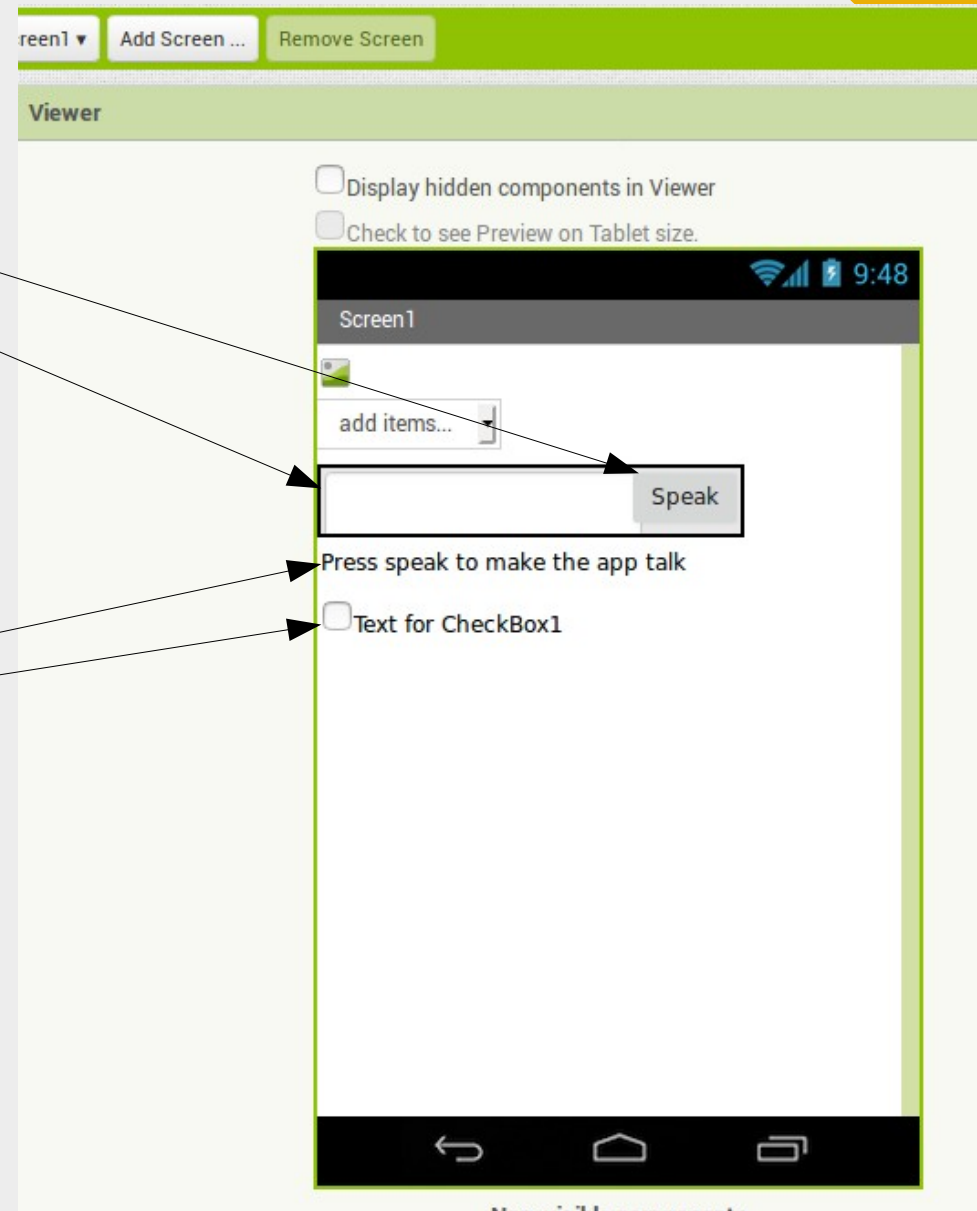 reen1 ▾ Add Screen ... Remove Screen
Viewer
Display hidden components in Viewer
Check to see Preview on Tablet size.
9:48
Screen1
add items...
Speak
Press speak to make the app talk
Text for CheckBox1